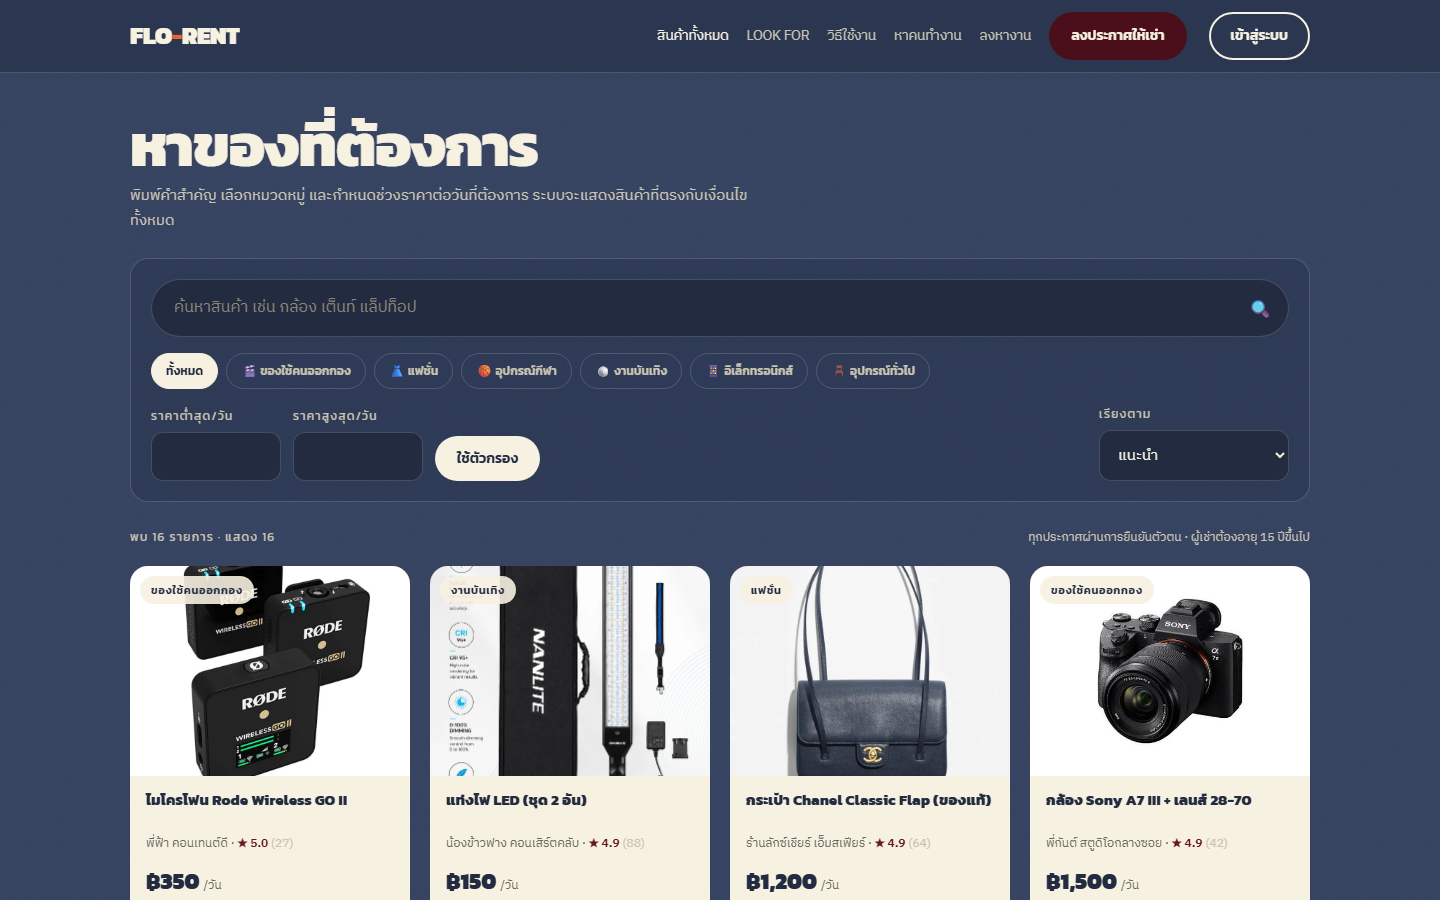 FLO-RENT
สินค้าทั้งหมด LOOK FOR วิธีใช้งาน หาคนทำงาน ลงหางาน ลงประกาศให้เช่า เข้าสู่ระบบ
หาของที่ต้องการ
พิมพ์คำสำคัญ เลือกหมวดหมู่ และกำหนดช่วงราคาต่อวันที่ต้องการ ระบบจะแสดงสินค้าที่ตรงกับเงื่อนไข
ทั้งหมด
ค้นหาสินค้า เช่น กล้อง เต็นท์ แล็ปท็อป
ทั้งหมด ของใช้คนออกกอง แฟชั่น อุปกรณ์กีฬา งานบันเทิง อิเล็กทรอนิกส์ อุปกรณ์ทั่วไป
ราคาต่ำสุด/วัน ราคาสูงสุด/วัน ใช้ตัวกรอง
เรียงตาม
แนะนำ
พบ 16 รายการ · แสดง 16
ทุกประกาศผ่านการยืนยันตัวตน · ผู้เช่าต้องอายุ 15 ปีขึ้นไป
ของใช้คนออกกอง
RØDE
WIRELESS GO II
RØDE
WIRELESS GO II
ไมโครโฟน Rode Wireless GO II
พี่ฟ้า คอนเทนต์ดี · ★ 5.0 (27)
฿350 /วัน
งานบันเทิง
CRI
95+
NANLITE
แท่งไฟ LED (ชุด 2 อัน)
น้องข้าวฟาง คอนเสิร์ตคลับ · ★ 4.9 (88)
฿150 /วัน
แฟชั่น
กระเป๋า Chanel Classic Flap (ของแท้)
ร้านลักซ์เชียร์ เอ็มสเฟียร์ · ★ 4.9 (64)
฿1,200 /วัน
ของใช้คนออกกอง
SONY
กล้อง Sony A7 III + เลนส์ 28-70
พี่กันต์ สตูดิโอกลางซอย · ★ 4.9 (42)
฿1,500 /วัน